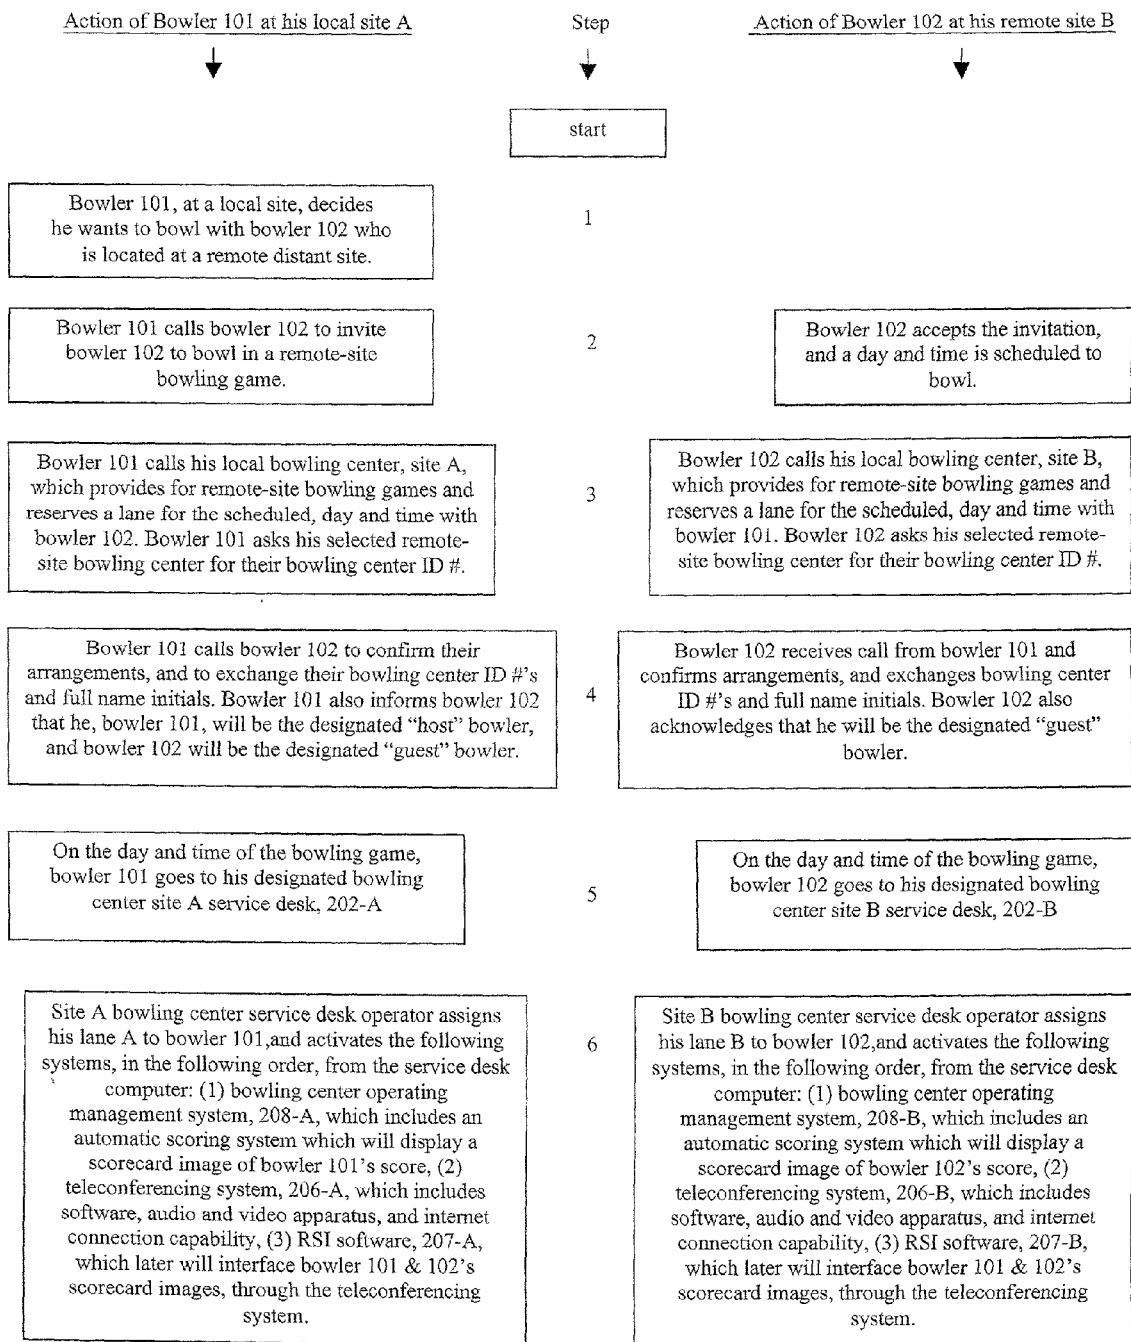 Action of Bowler 101 at his local site A
Step
Action of Bowler 102 at his remote site B
start
Bowler 101, at a local site, decides
he wants to bowl with bowler 102 who
is located at a remote distant site.
1
Bowler 101 calls bowler 102 to invite
bowler 102 to bowl in a remote-site
bowling game.
2
Bowler 102 accepts the invitation,
and a day and time is scheduled to
bowl.
Bowler 101 calls his local bowling center, site A,
which provides for remote-site bowling games and
reserves a lane for the scheduled, day and time with
bowler 102. Bowler 101 asks his selected remote-
site bowling center for their bowling center ID #.
3
Bowler 102 calls his local bowling center, site B,
which provides for remote-site bowling games and
reserves a lane for the scheduled, day and time with
bowler 101. Bowler 102 asks his selected remote-
site bowling center for their bowling center ID #.
Bowler 101 calls bowler 102 to confirm their
arrangements, and to exchange their bowling center ID #'s
and full name initials. Bowler 101 also informs bowler 102
that he, bowler 101, will be the designated “host” bowler,
and bowler 102 will be the designated “guest” bowler.
4
Bowler 102 receives call from bowler 101 and
confirms arrangements, and exchanges bowling center
ID #'s and full name initials. Bowler 102 also
acknowledges that he will be the designated “guest”
bowler.
On the day and time of the bowling game,
bowler 101 goes to his designated bowling
center site A service desk, 202-A
5
On the day and time of the bowling game,
bowler 102 goes to his designated bowling
center site B service desk, 202-B
Site A bowling center service desk operator assigns
his lane A to bowler 101,and activates the following
systems, in the following order, from the service desk
computer: (1) bowling center operating
management system, 208-A, which includes an
automatic scoring system which will display a
scorecard image of bowler 101's score, (2)
teleconferencing system, 206-A, which includes
software, audio and video apparatus, and internet
connection capability, (3) RSI software, 207-A,
which later will interface bowler 101 & 102's
scorecard images, through the teleconferencing
system.
6
Site B bowling center service desk operator assigns
his lane B to bowler 102,and activates the following
systems, in the following order, from the service desk
computer: (1) bowling center operating
management system, 208-B, which includes an
automatic scoring system which will display a
scorecard image of bowler 102's score, (2)
teleconferencing system, 206-B, which includes
software, audio and video apparatus, and internet
connection capability, (3) RSI software, 207-B,
which later will interface bowler 101 & 102's
scorecard images, through the teleconferencing
system.